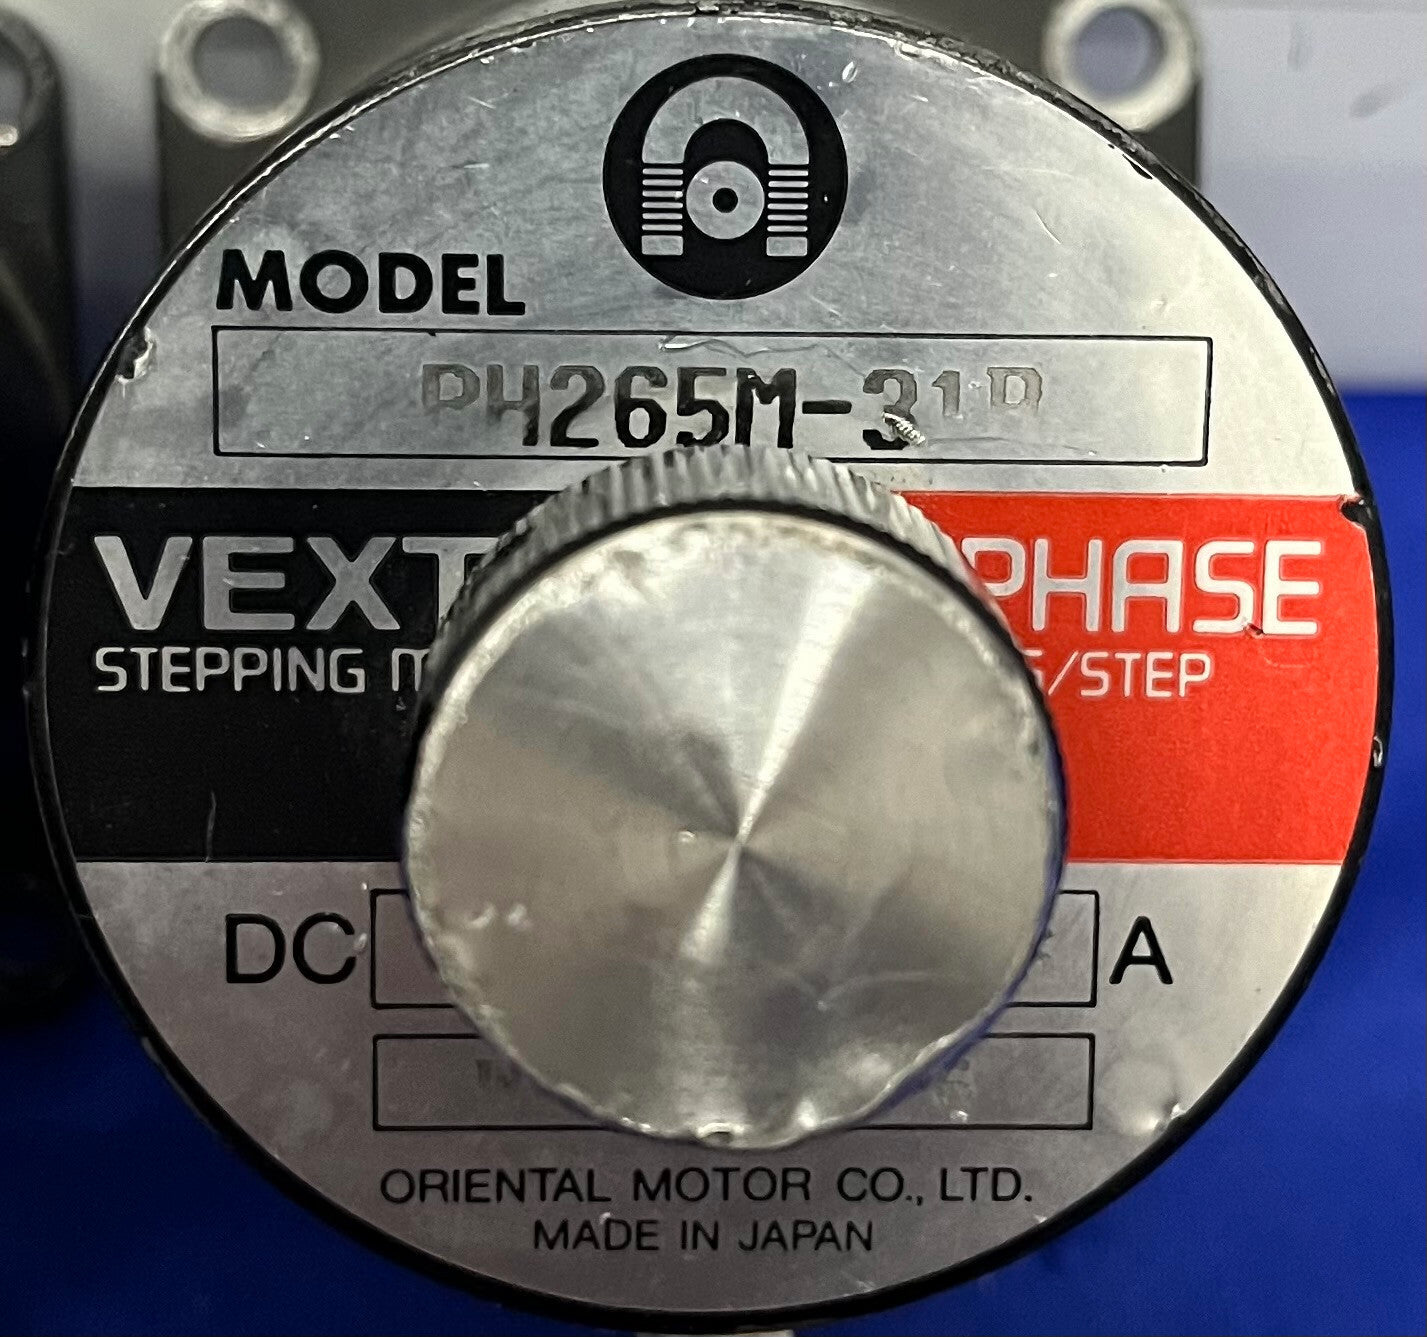 MODEL
PH265M-31B
VEXT
PHASE
STEPPING M
G/STEP
DC
A
ORIENTAL MOTOR CO., LTD.
MADE IN JAPAN